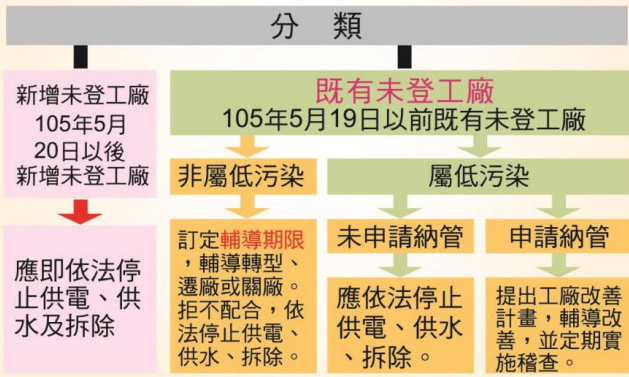 分類
新增未登工廠
105年5月
20日以後
新增未登工廠
應即依法停
止供電、供
水及拆除
既有未登工廠
105年5月19日以前既有未登工廠
非屬低污染
訂定輔導期限
，輔導轉型、
遷廠或關廠。
拒不配合，依
法停止供電、
供水、拆除。
屬低污染
未申請納管
應依法停止
供電、供水
、拆除。
申請納管
提出工廠改善
計畫，輔導改
善，並定期實
施稽查。